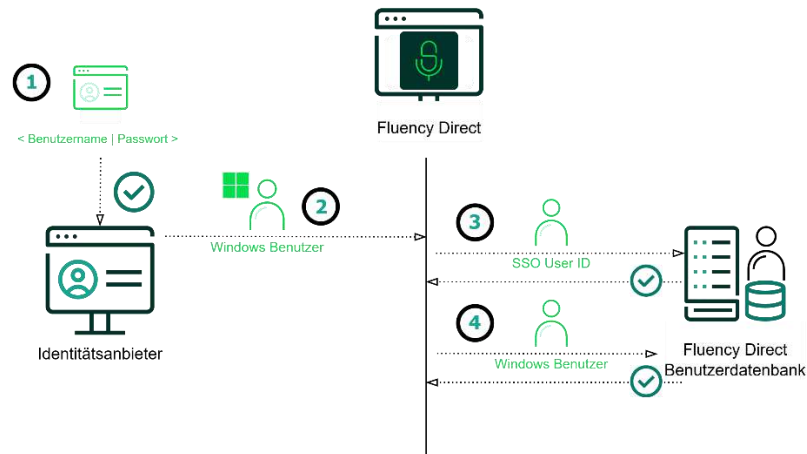 1
< Benutzername | Passwort >
Identitätsanbieter
2
Windows Benutzer
Fluency Direct
3
SSO User ID
4
Windows Benutzer
Fluency Direct
Benutzerdatenbank